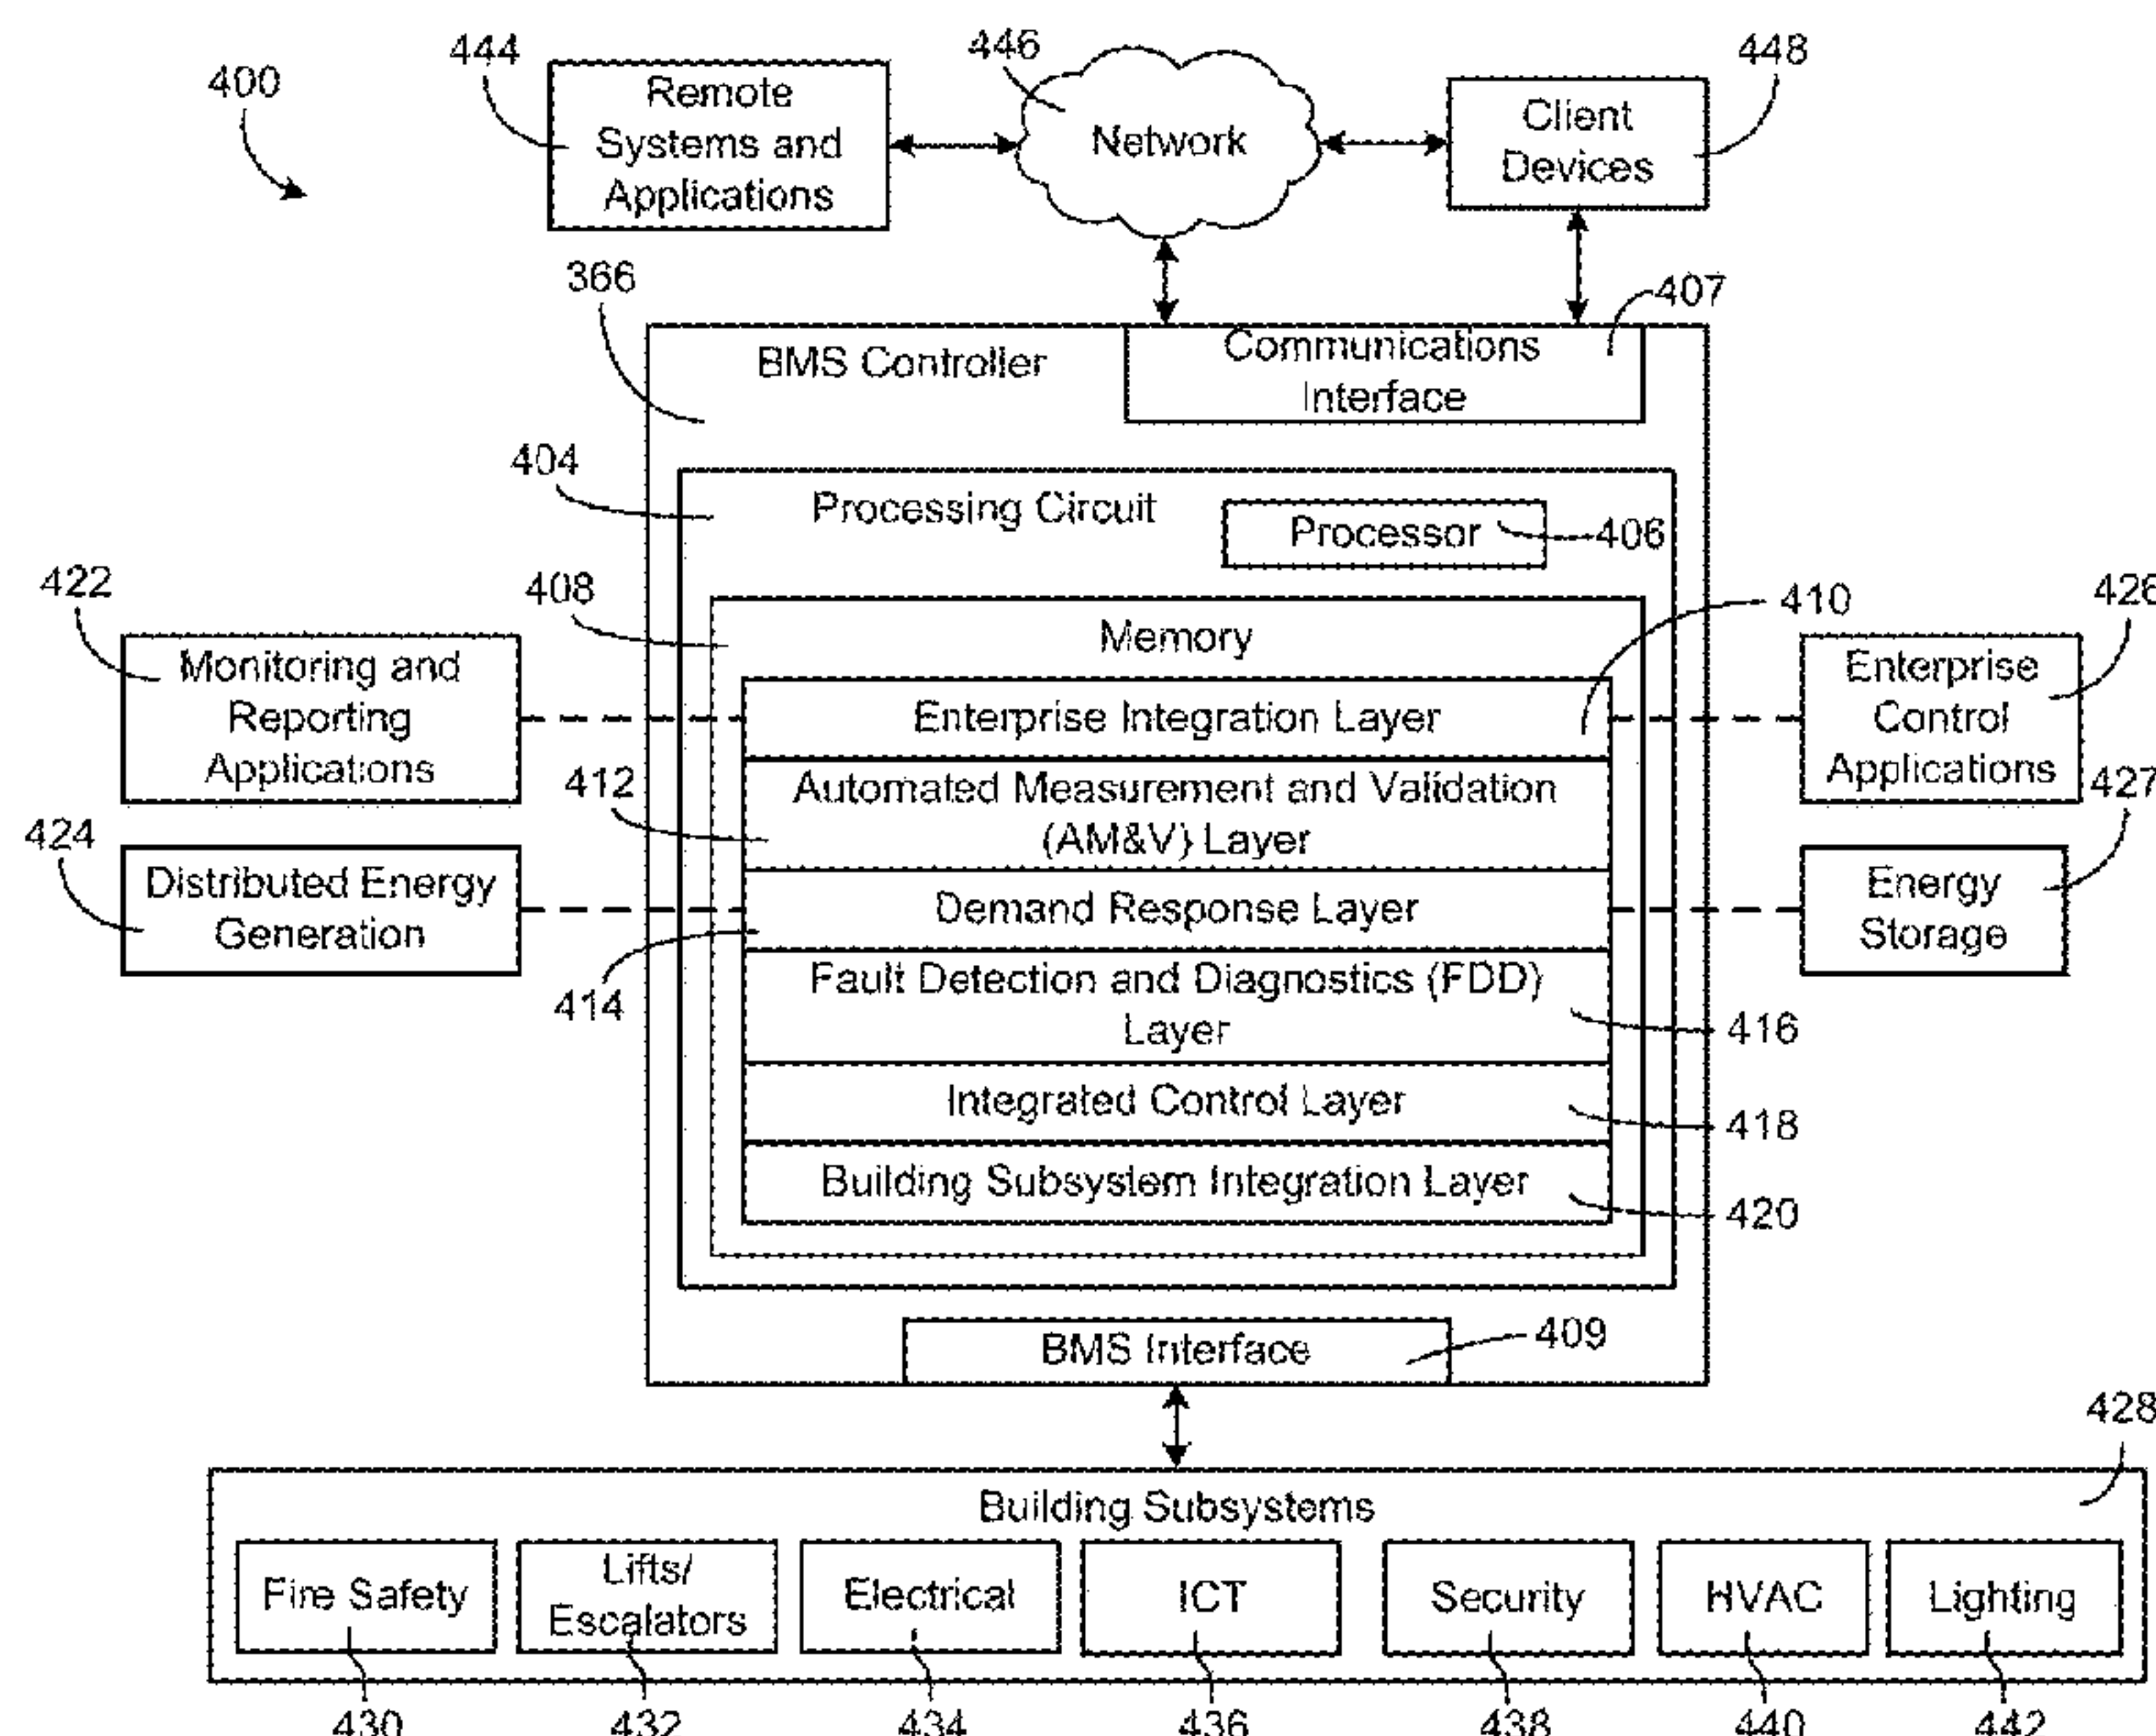 400
444
Remote
Systems and
Applications
446
Network
Client
Devices
448
366
BMS Controller
Communications
Interface
407
404
Processing Circuit
Processor
406
408
Memory
410
422
Monitoring and
Reporting
Applications
Enterprise Integration Layer
426
Enterprise
Control
Applications
412
Automated Measurement and Validation
(AM&V) Layer
427
424
Distributed Energy
Generation
Demand Response Layer
Energy
Storage
414
Fault Detection and Diagnostics (FDD)
Layer
416
Integrated Control Layer
418
Building Subsystem Integration Layer
420
BMS Interface
409
428
Building Subsystems
Fire Safety
Lifts/
Escalators
Electrical
ICT
Security
HVAC
Lighting
430
432
434
436
438
440
442